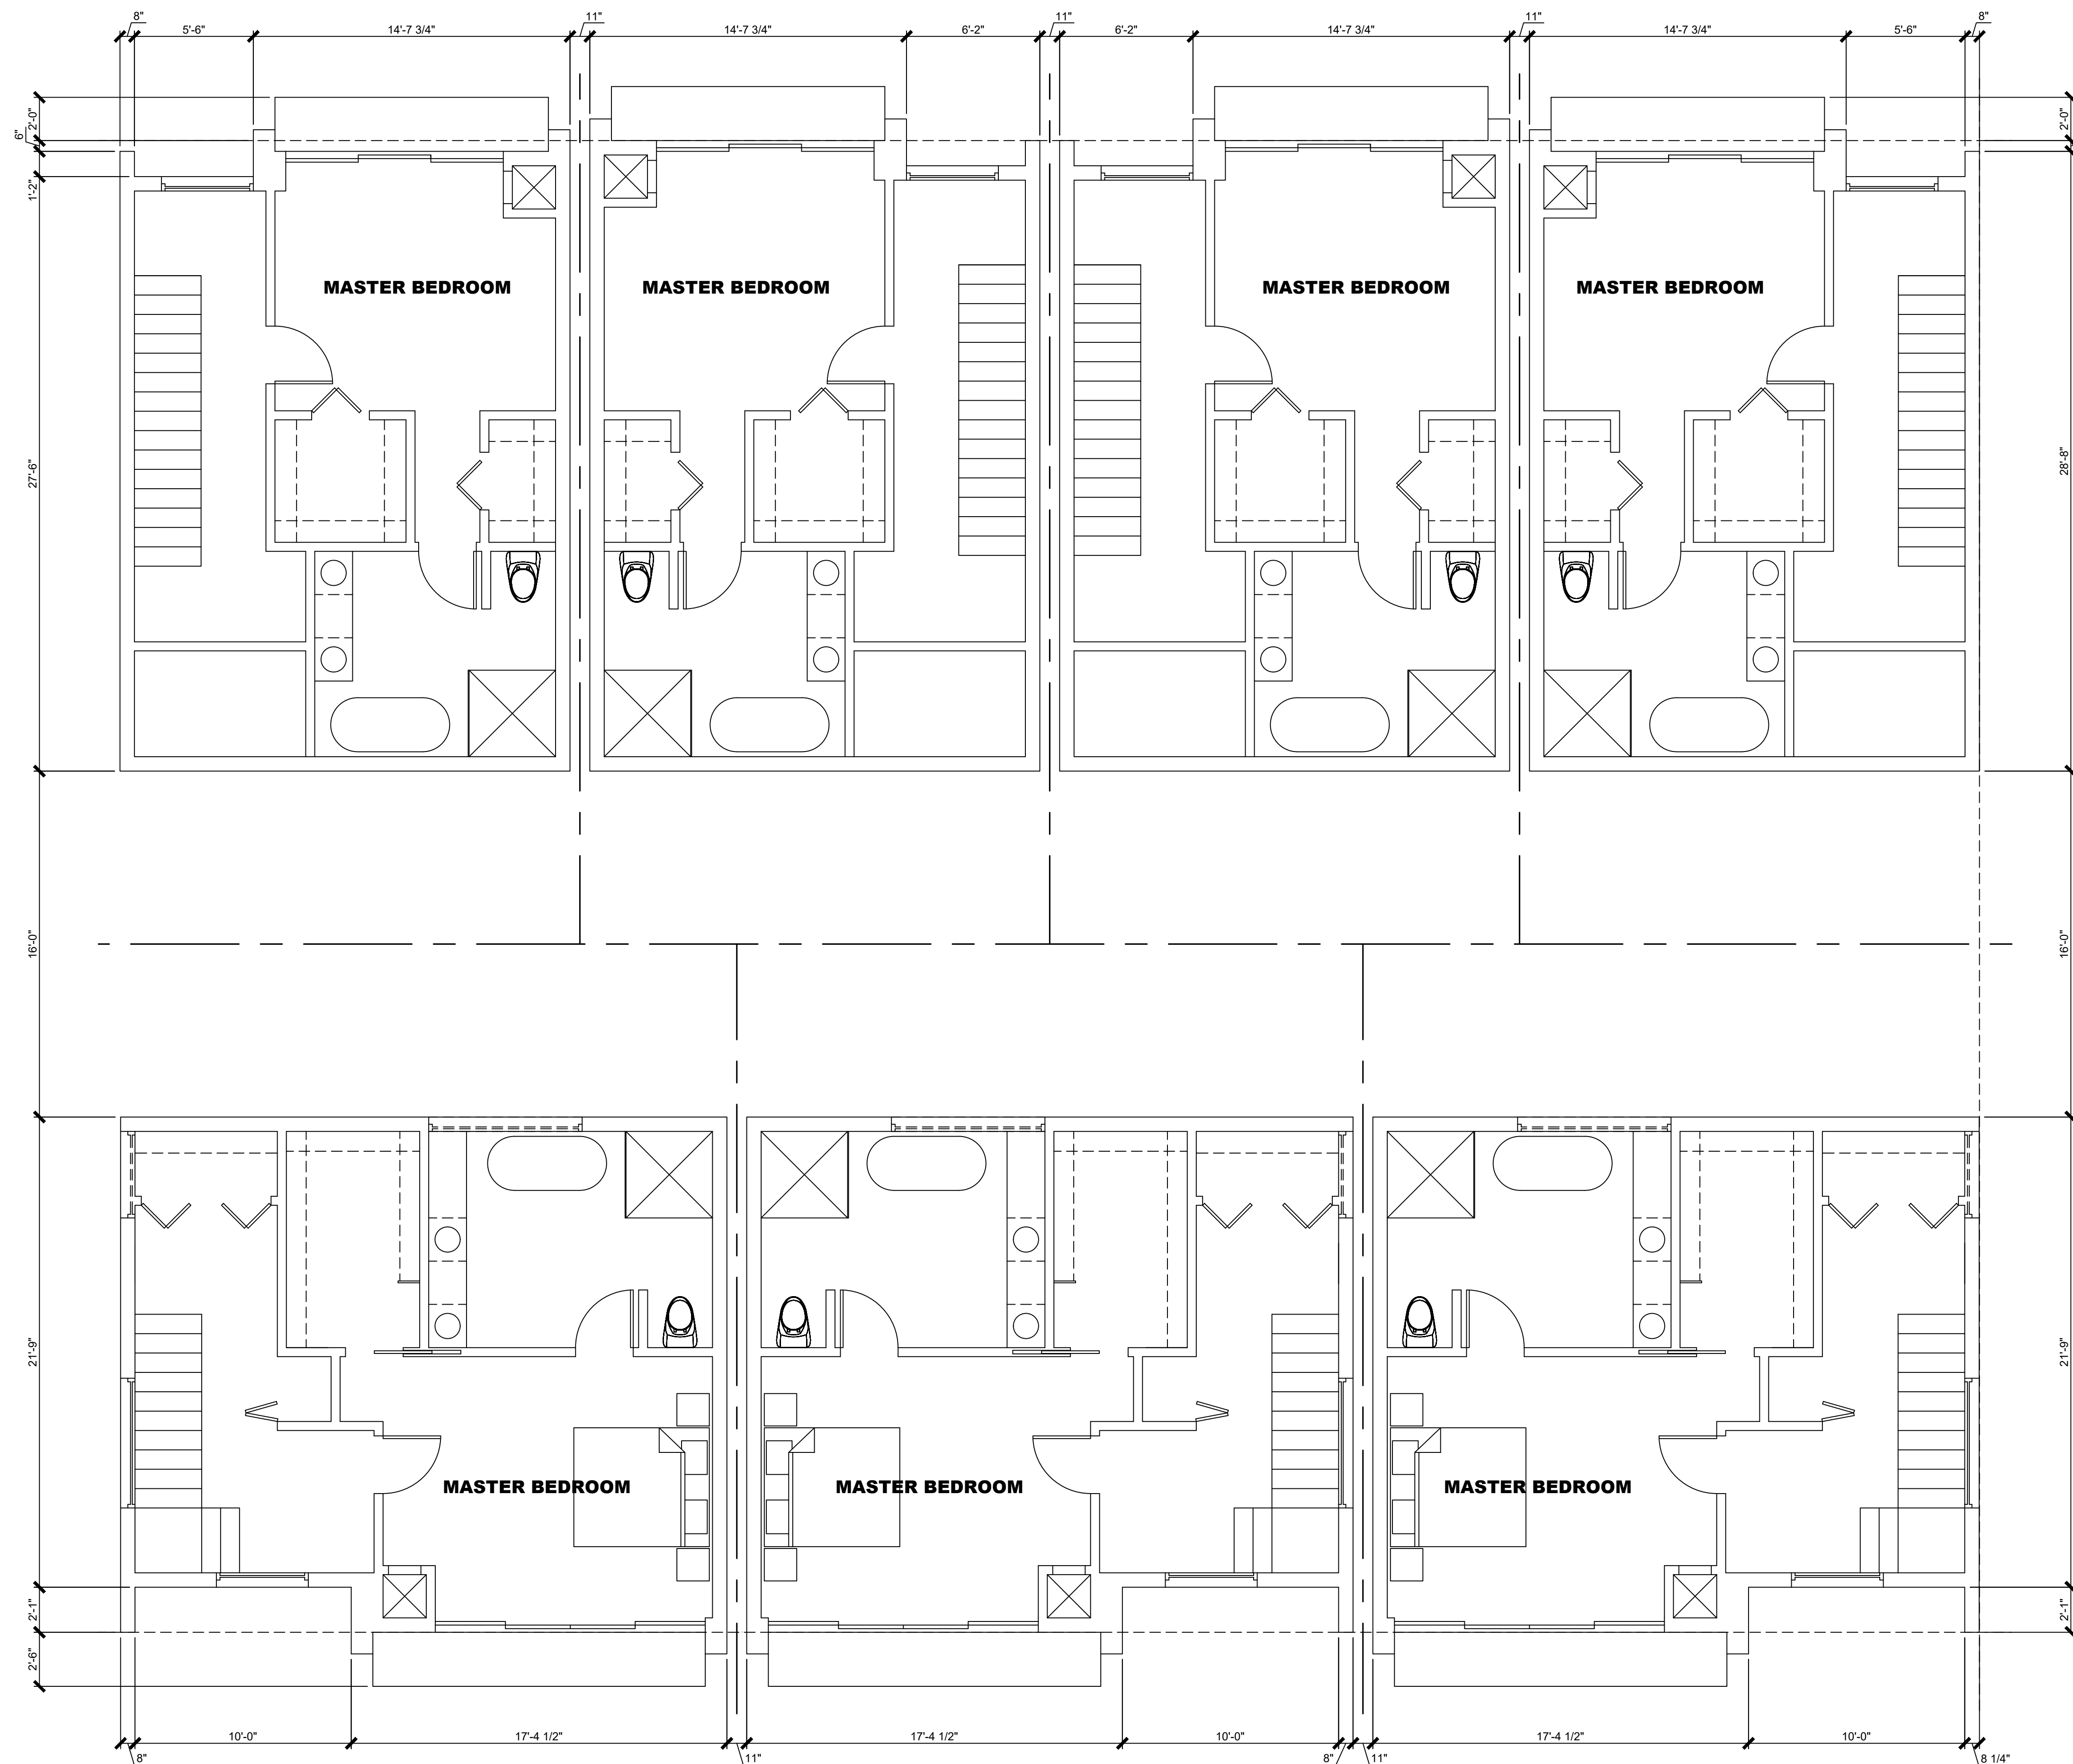 8" 11" 11" 11" 8"
5'-6" 14'-7 3/4" 14'-7 3/4" 6'-2" 6'-2" 14'-7 3/4" 14'-7 3/4" 5'-6"
2'-0" 2'-0"
6"
1'-2"
MASTER BEDROOM MASTER BEDROOM MASTER BEDROOM MASTER BEDROOM
27'-6" 28'-8"
16'-0" 16'-0"
21'-9" 21'-9"
MASTER BEDROOM MASTER BEDROOM MASTER BEDROOM
2'-1" 2'-1"
2'-6"
10'-0" 17'-4 1/2" 17'-4 1/2" 10'-0" 17'-4 1/2" 10'-0"
8" 11" 8" 11" 8 1/4"